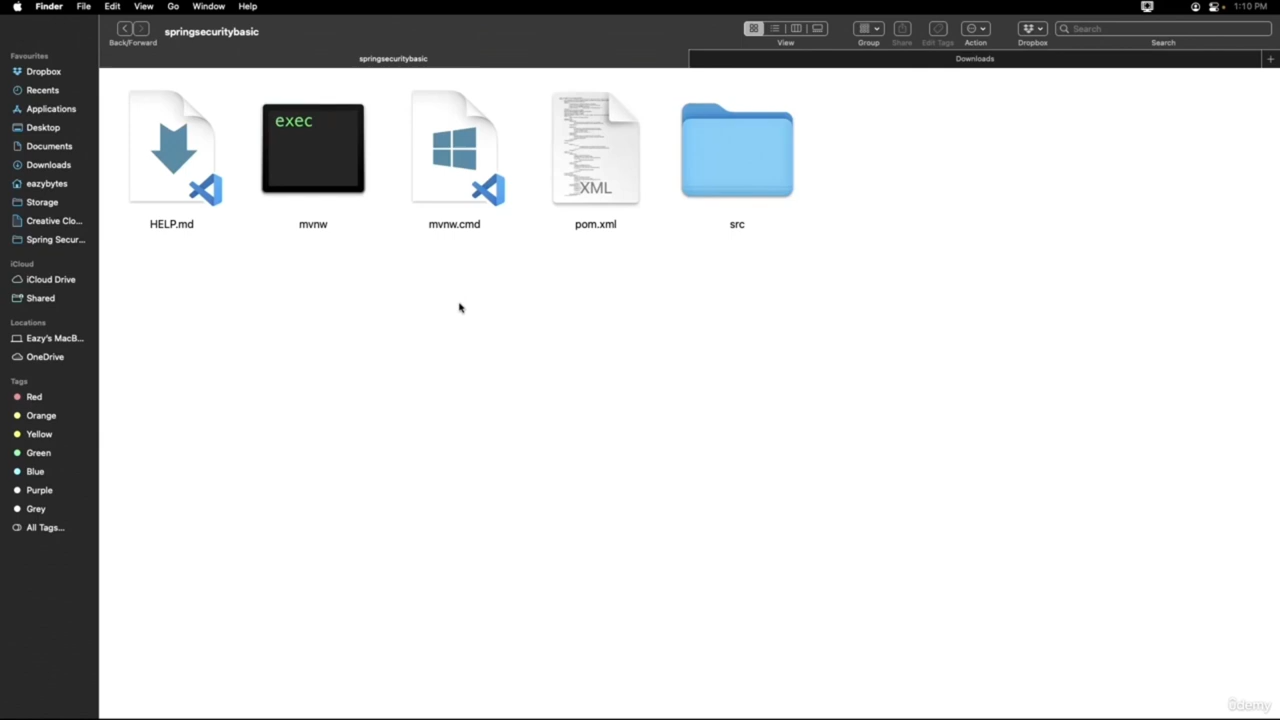 Finder File Edit View Go Window Help 1:10 PM
springsecuritybasic
Back/Forward View Group Share Edit Tags Action Dropbox Search
Search
springsecuritybasic Downloads
Favourites
Dropbox
Recents
Applications
Desktop
Documents
Downloads
eazybytes
Storage
Creative Clo...
Spring Secur...
iCloud
iCloud Drive
Shared
Locations
Eazy's MacB...
OneDrive
Tags
Red
Orange
Yellow
Green
Blue
Purple
Grey
All Tags...
exec
XML
HELP.md mvnw mvnw.cmd pom.xml src
ûdemy